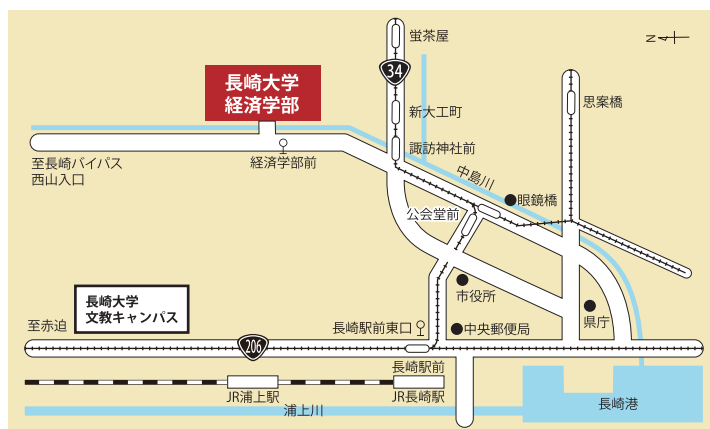 蛍茶屋
N
34
長崎大学
経済学部
思案橋
新大工町
諏訪神社前
至長崎バイパス
西山入口
経済学部前
中島川
眼鏡橋
公会堂前
市役所
長崎大学
文教キャンパス
県庁
至赤迫
長崎駅前東口
中央郵便局
206
長崎駅前
JR浦上駅
JR長崎駅
浦上川
長崎港